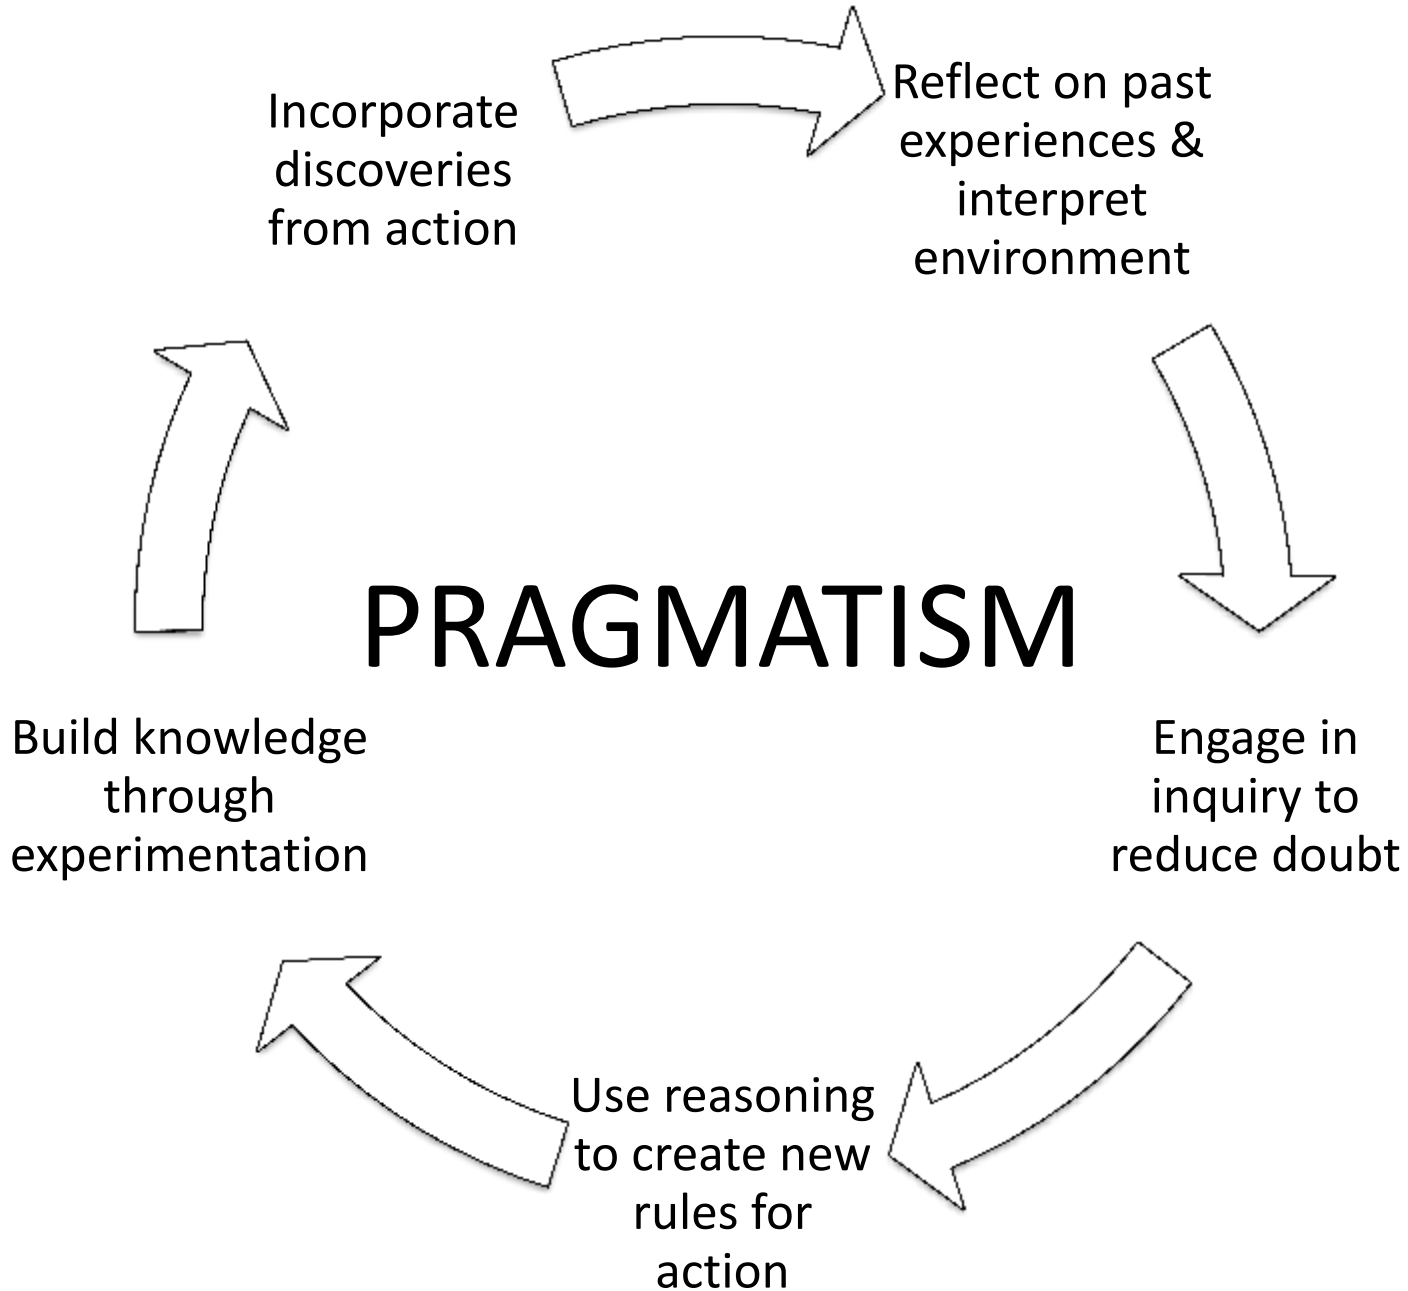 Incorporate
discoveries
from action
Reflect on past
experiences &
interpret
environment
PRAGMATISM
Engage in
inquiry to
reduce doubt
Use reasoning
to create new
rules for
action
Build knowledge
through
experimentation